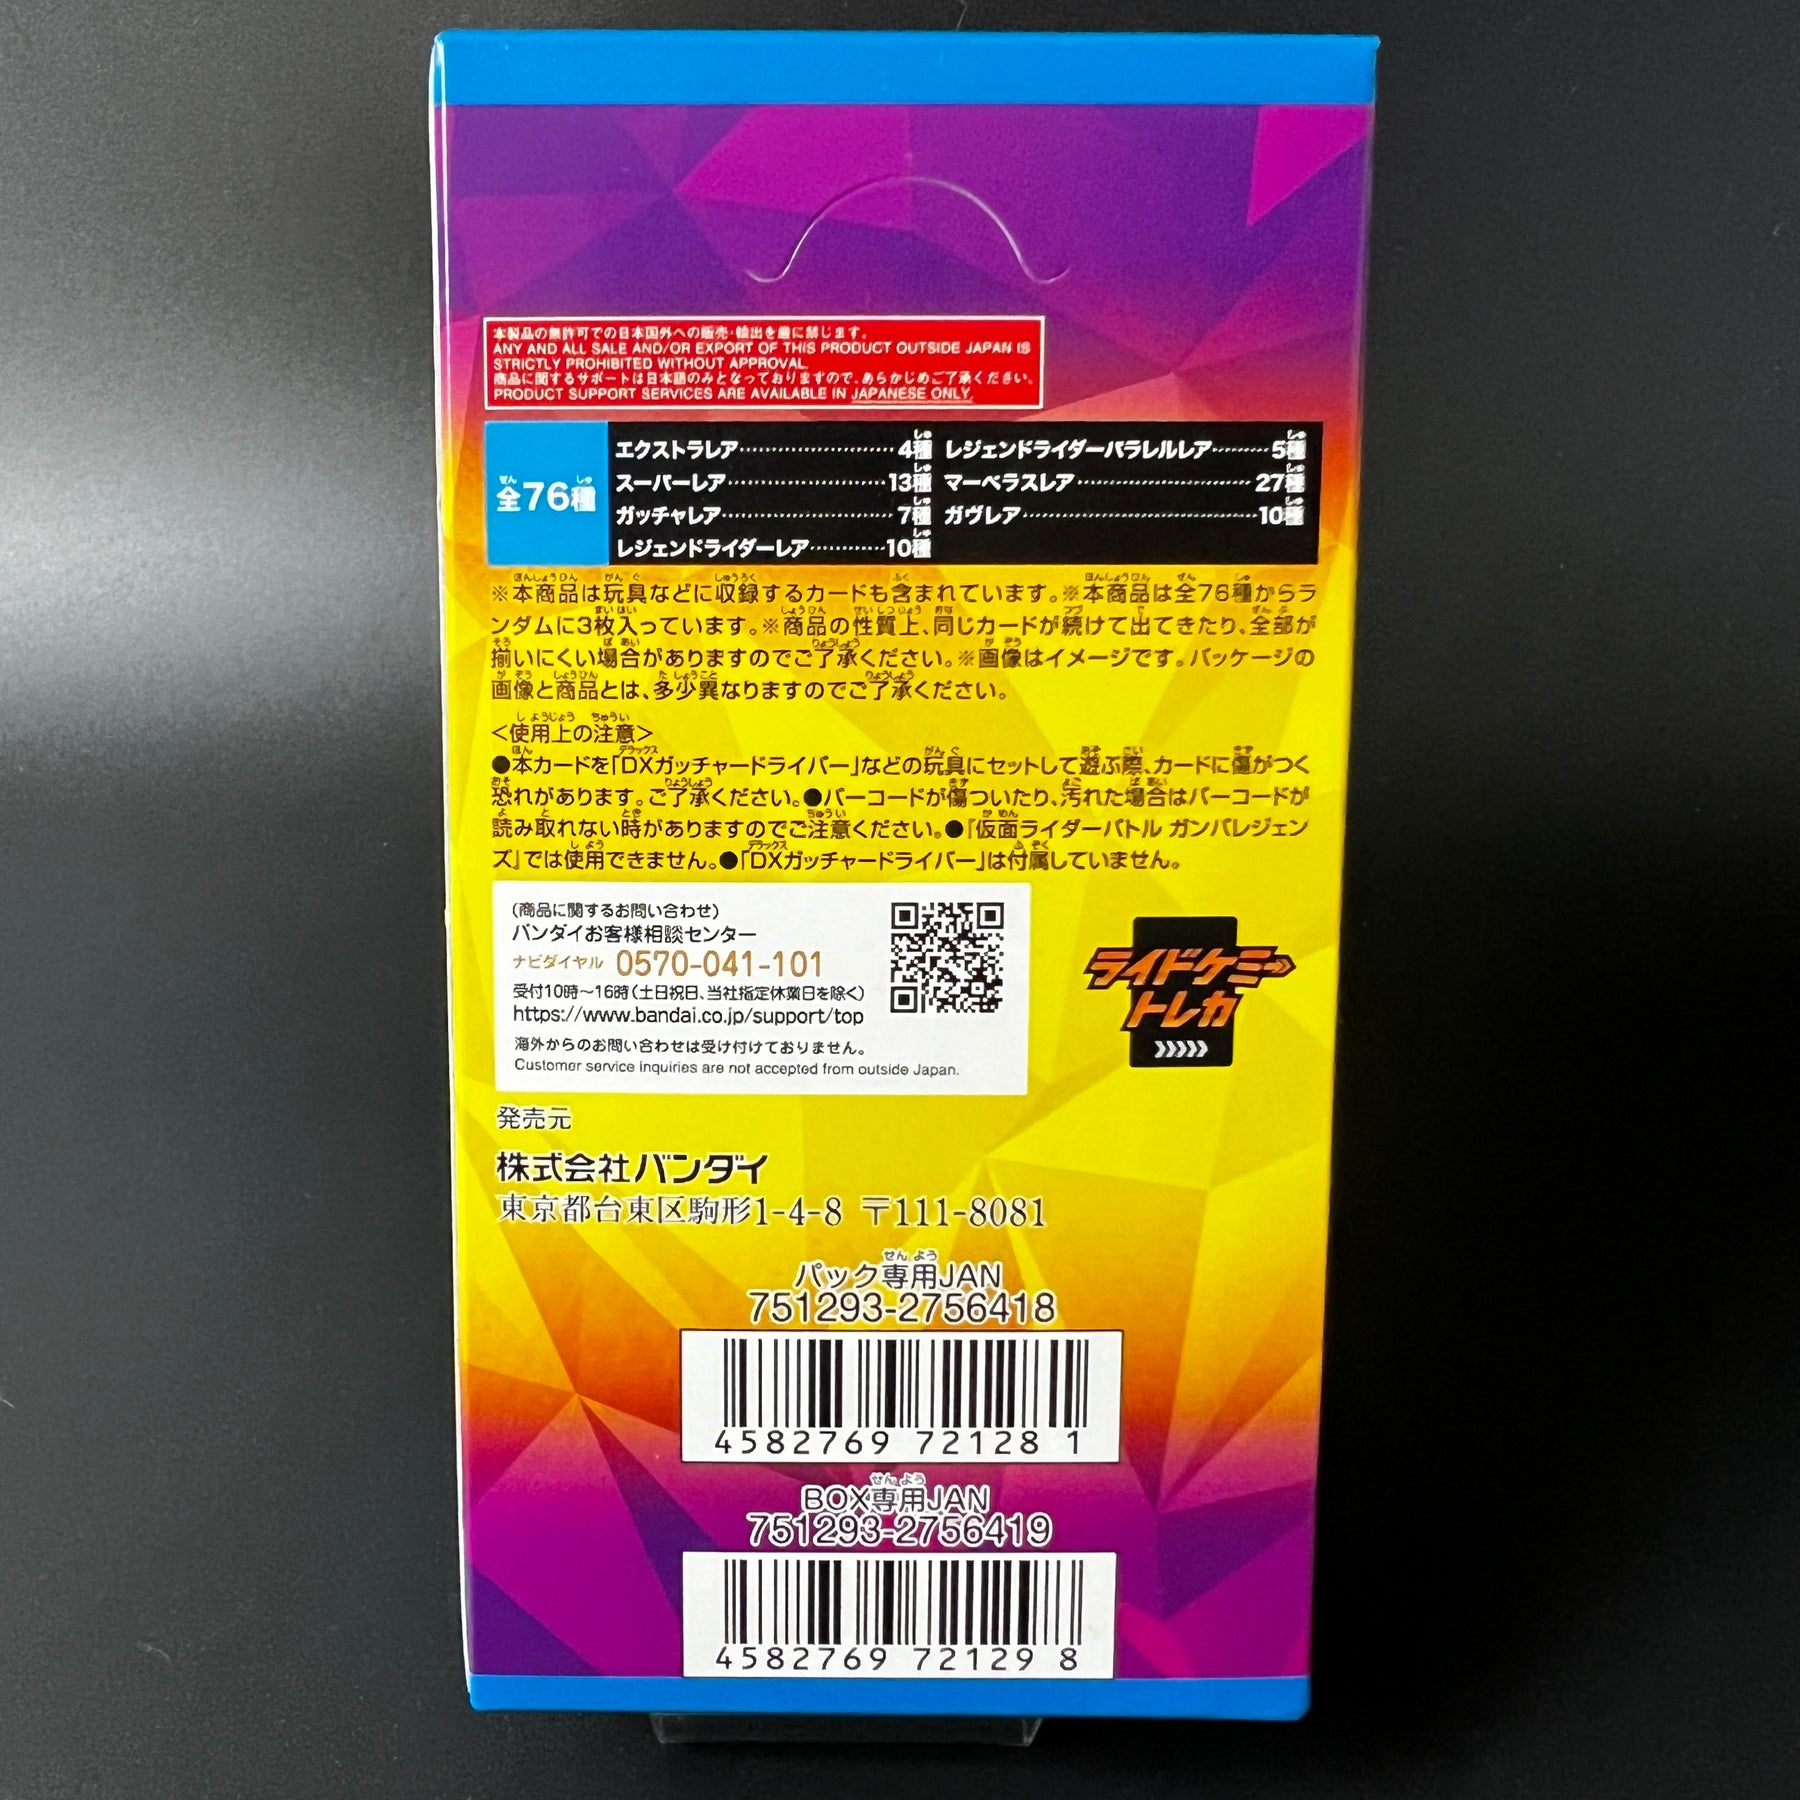 本製品の無許可での日本国外への販売・輸出を厳に禁じます。
ANY AND ALL SALE AND/OR EXPORT OF THIS PRODUCT OUTSIDE JAPAN IS
STRICTLY PROHIBITED WITHOUT APPROVAL.
商品に関するサポートは日本語のみとなっておりますので、あらかじめご了承ください。
PRODUCT SUPPORT SERVICES ARE AVAILABLE IN JAPANESE ONLY.
全76種
エクストラレア 4種
スーパーレア 13種
ガッチャレア 7種
レジェンドライダーレア 10種
レジェンドライダーパラレルレア 5種
マーベラスレア 27種
ガヴレア 10種
※本商品は玩具などに収録するカードも含まれています。※本商品は全76種からラ
ンダムに3枚入っています。※商品の性質上、同じカードが続けて出てきたり、全部が
揃いにくい場合がありますのでご了承ください。※画像はイメージです。パッケージの
画像と商品とは、多少異なりますのでご了承ください。
<使用上の注意>
●本カードを「DXガッチャードライバー」などの玩具にセットして遊ぶ際、カードに傷がつく
恐れがあります。ご了承ください。●バーコードが傷ついたり、汚れた場合はバーコードが
読み取れない時がありますのでご注意ください。●『仮面ライダーバトル ガンバレジェン
ズ』では使用できません。●「DXガッチャードライバー」は付属していません。
(商品に関するお問い合わせ)
バンダイお客様相談センター
ナビダイヤル 0570-041-101
受付10時～16時(土日祝日、当社指定休業日を除く)
https://www.bandai.co.jp/support/top
海外からのお問い合わせは受け付けておりません。
Customer service inquiries are not accepted from outside Japan.
ライドケミー
トレカ
発売元
株式会社バンダイ
東京都台東区駒形1-4-8 〒111-8081
パック専用JAN
751293-2756418
4582769 72128 1
BOX専用JAN
751293-2756419
4582769 72129 8